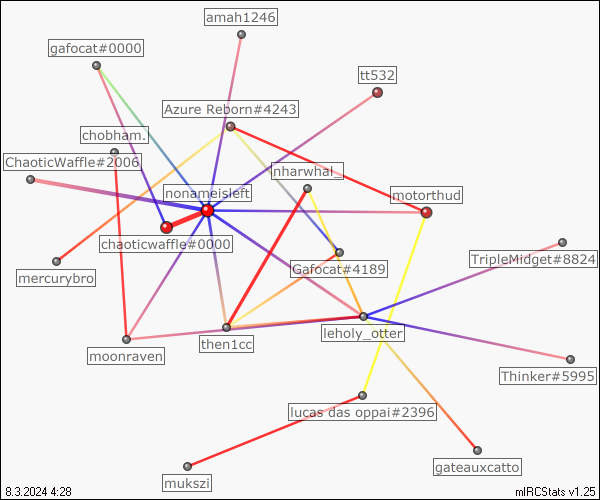 amah1246
gafocat#0000
tt532
Azure Reborn#4243
chobham.
ChaoticWaffle#2006
nharwhal_
nonameisleft
motorthud
chaoticwaffle#0000
TripleMidget#8824
Gafocat#4189
mercurybro
leholy_otter
then1cc
moonraven
Thinker#5995
lucas das oppai#2396
gateauxcatto
mukszi
8.3.2024 4:28
mIRCStats v1.25